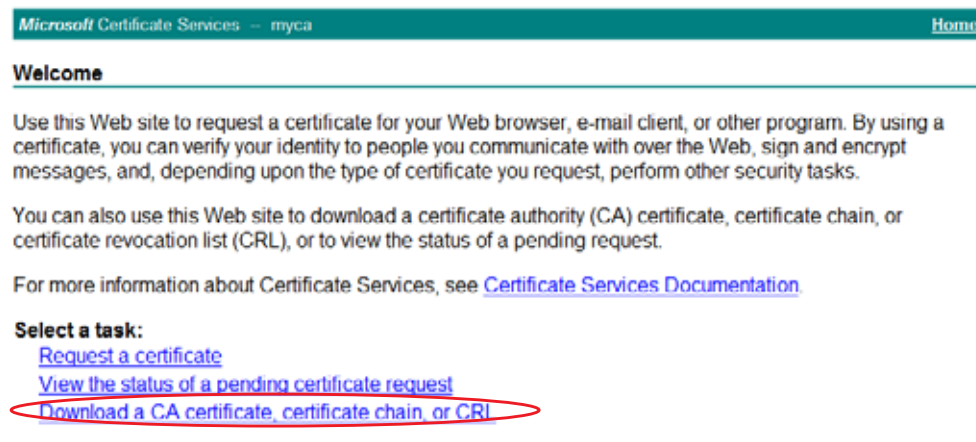 Microsoft Certificate Services -- myca Home
Welcome
Use this Web site to request a certificate for your Web browser, e-mail client, or other program. By using a
certificate, you can verify your identity to people you communicate with over the Web, sign and encrypt
messages, and, depending upon the type of certificate you request, perform other security tasks.
You can also use this Web site to download a certificate authority (CA) certificate, certificate chain, or
certificate revocation list (CRL), or to view the status of a pending request.
For more information about Certificate Services, see Certificate Services Documentation.
Select a task:
Request a certificate
View the status of a pending certificate request
Download a CA certificate, certificate chain, or CRL